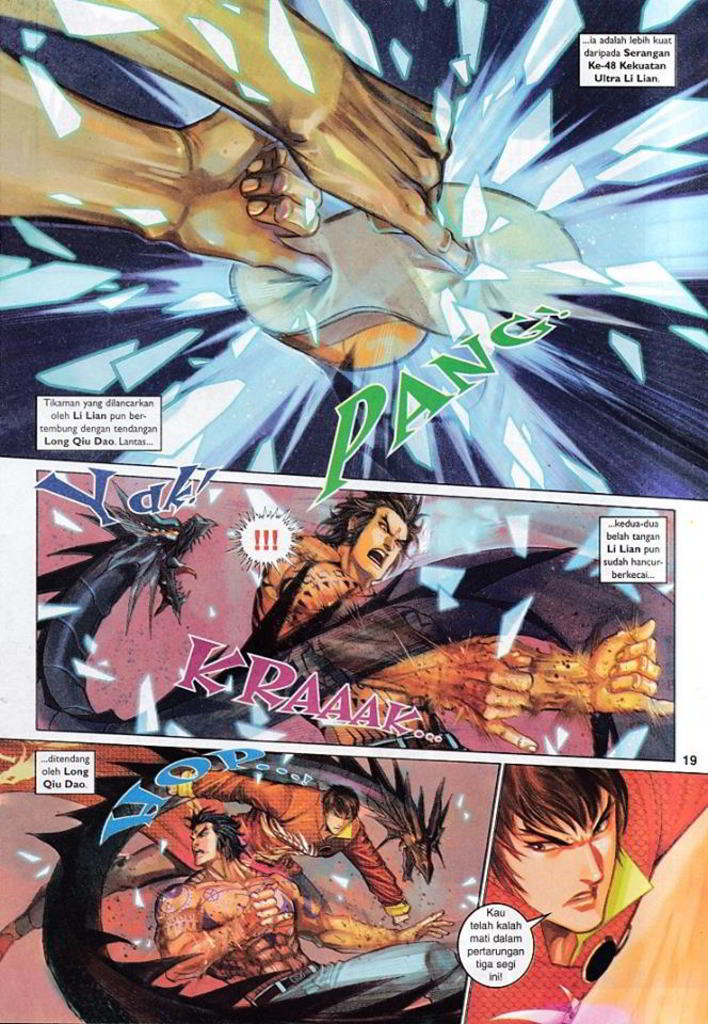 ...ia adalah lebih kuat
daripada Serangan
Ke-48 Kekuatan
Ultra Li Lian.
PANG!
Tikaman yang dilancarkan
oleh Li Lian pun ber-
tembung dengan tendangan
Long Qiu Dao. Lantas...
Yak!
!!!
...kedua-dua
belah tangan
Li Lian pun
sudah hancur-
berkecai...
KRAAAK...
19
...ditendang
oleh Long
Qiu Dao.
HOP...!
Kau
telah kalah
mati dalam
pertarungan
tiga segi
ini!